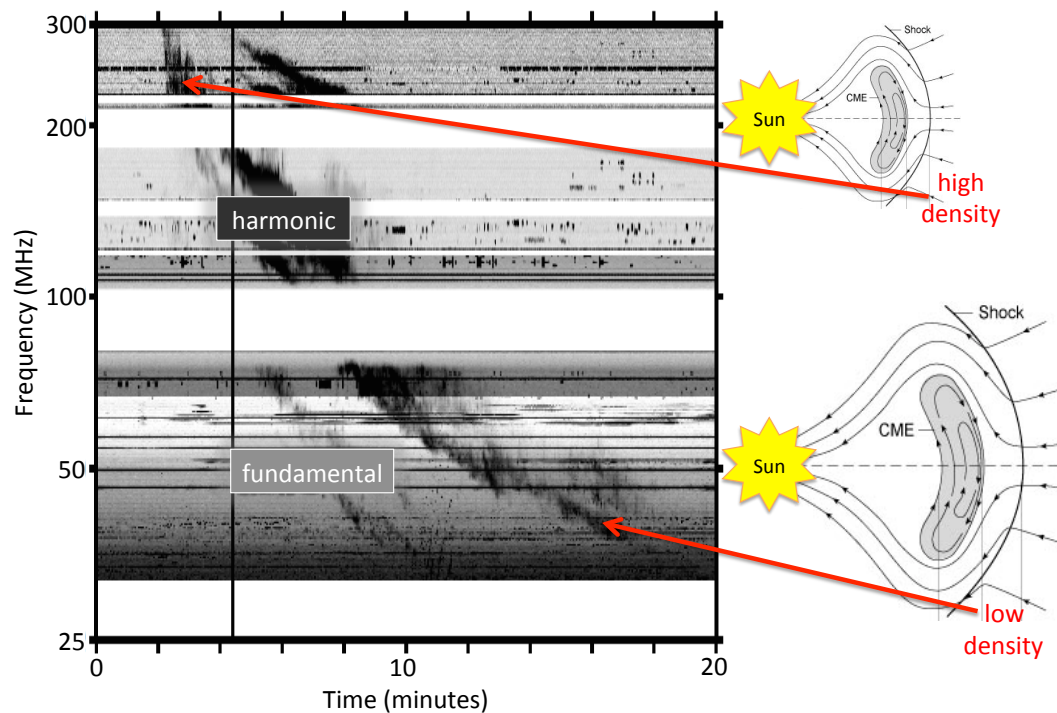 300
200
100
50
25
Frequency (MHz)
0
10
20
Time (minutes)
harmonic
fundamental
Sun
Shock
CME
high
density
Sun
Shock
CME
low
density